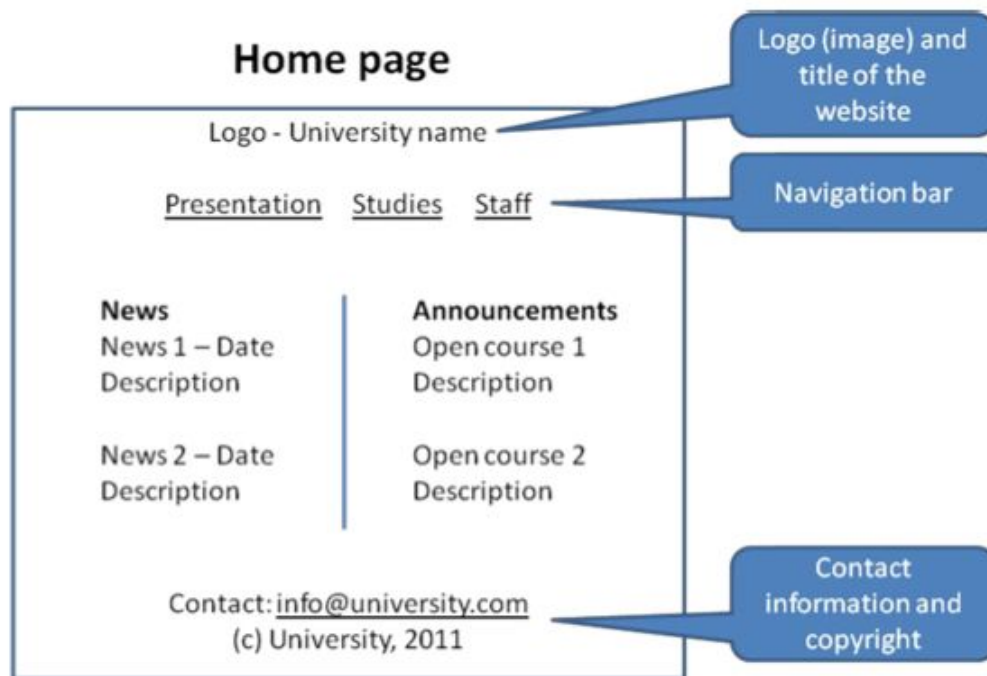 Home page
Logo - University name
Presentation Studies Staff
News
News 1 – Date
Description
News 2 – Date
Description
Announcements
Open course 1
Description
Open course 2
Description
Contact: info@university.com
(c) University, 2011
Logo (image) and
title of the
website
Navigation bar
Contact
information and
copyright